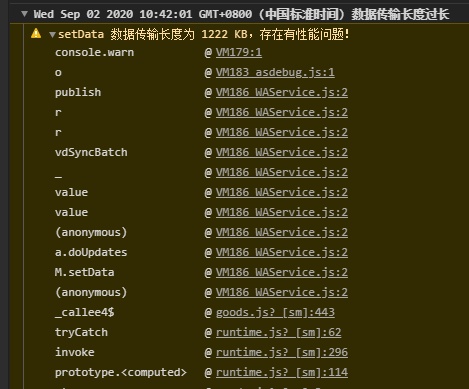 ▼Wed Sep 02 2020 10:42:01 GMT+0800 (中国标准时间) 数据传输长度过长
▼setData 数据传输长度为 1222 KB，存在有性能问题!
console.warn @ VM179:1
o @ VM183 asdebug.js:1
publish @ VM186 WAService.js:2
r @ VM186 WAService.js:2
r @ VM186 WAService.js:2
vdSyncBatch @ VM186 WAService.js:2
_ @ VM186 WAService.js:2
value @ VM186 WAService.js:2
value @ VM186 WAService.js:2
(anonymous) @ VM186 WAService.js:2
a.doUpdates @ VM186 WAService.js:2
M.setData @ VM186 WAService.js:2
(anonymous) @ VM186 WAService.js:2
_callee4$ @ goods.js? [sm]:443
tryCatch @ runtime.js? [sm]:62
invoke @ runtime.js? [sm]:296
prototype.<computed> @ runtime.js? [sm]:114